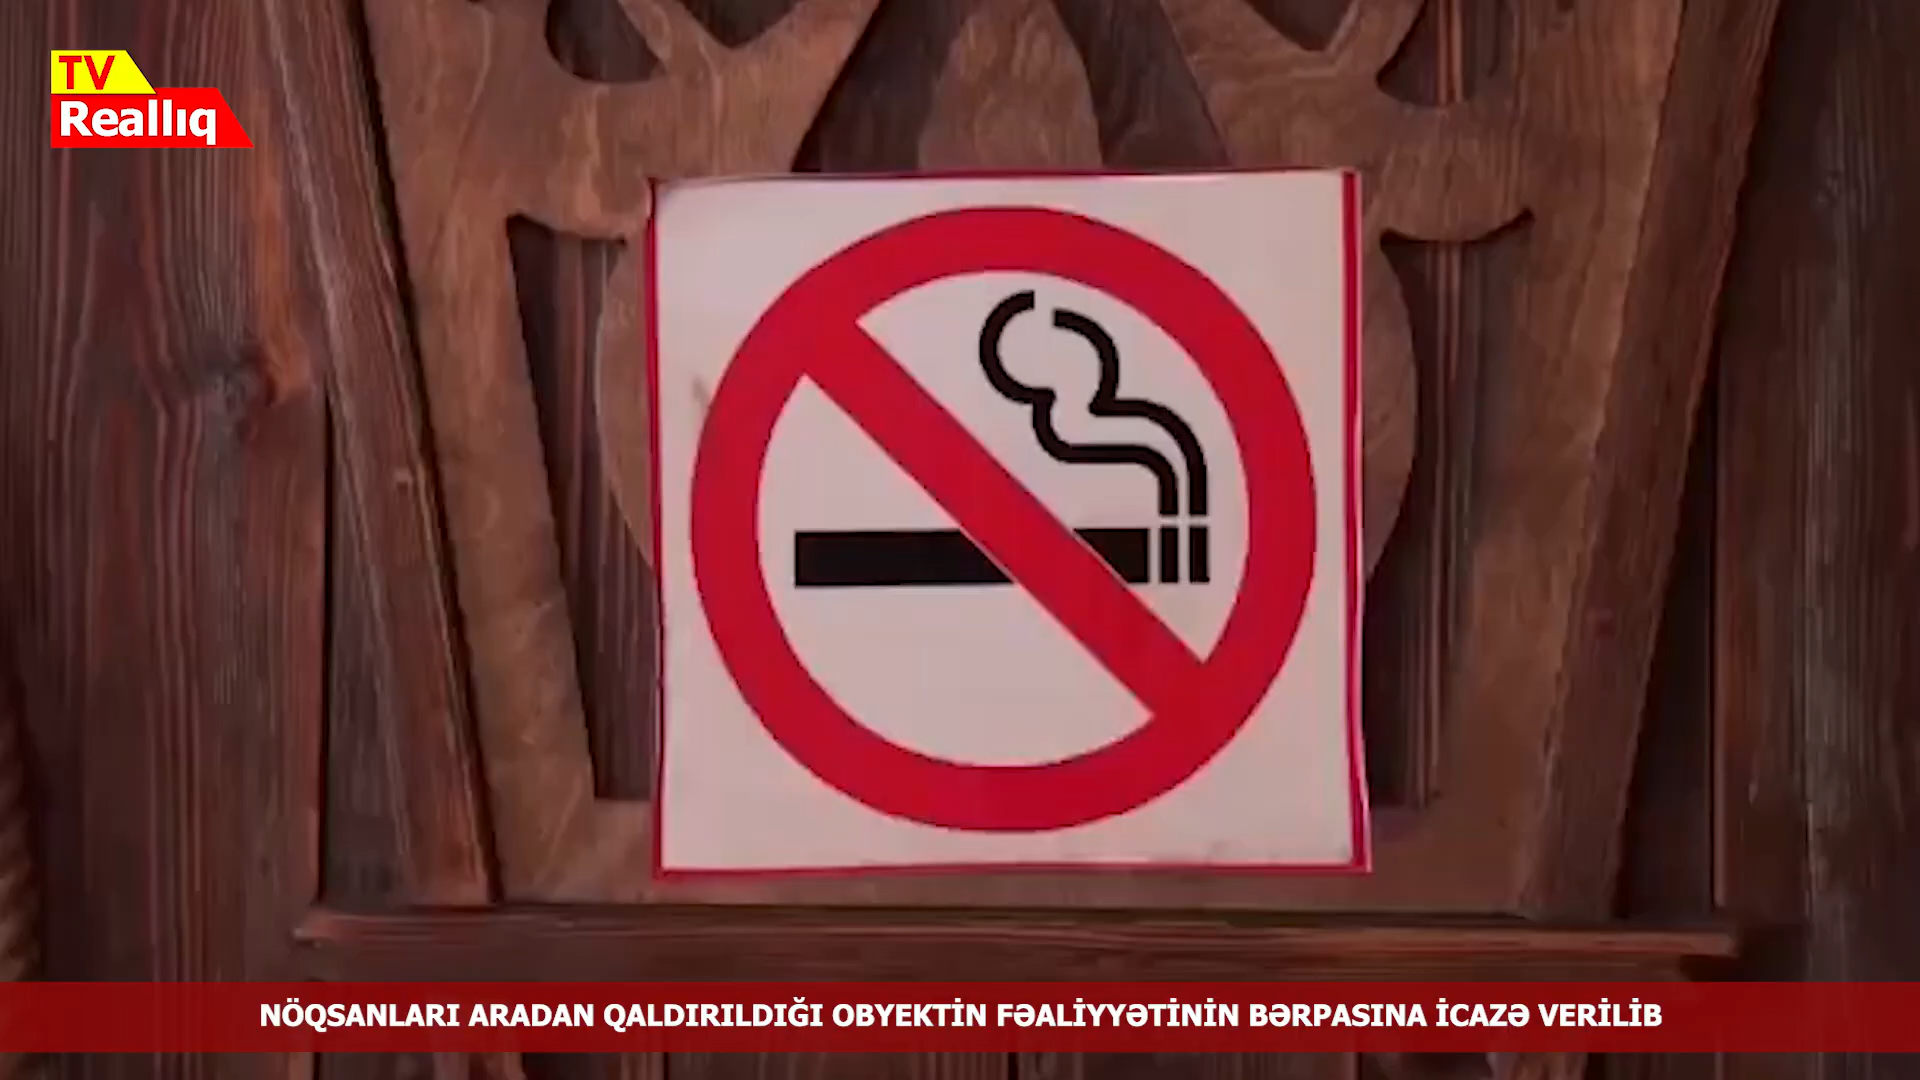 TV
Reallıq
NÖQSANLARI ARADAN QALDIRILDIĞI OBYEKTİN FƏALİYYƏTİNİN BƏRPASINA İCAZƏ VERİLİB